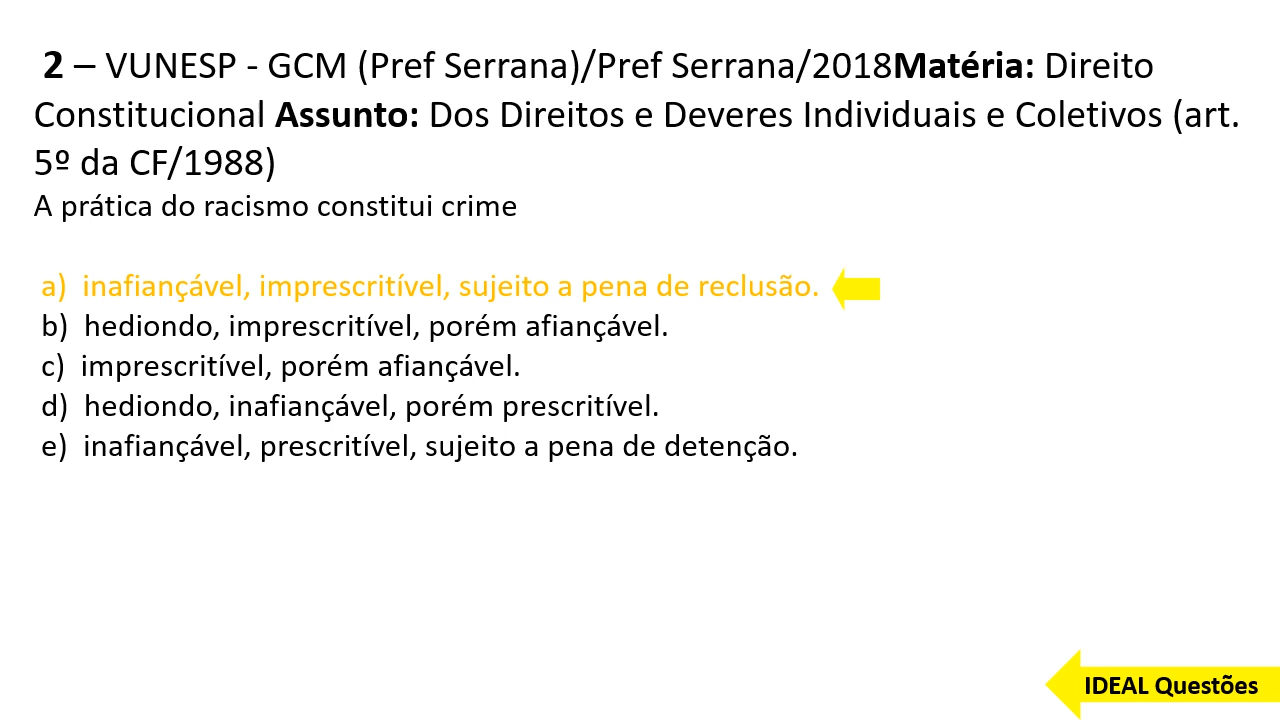 2 – VUNESP - GCM (Pref Serrana)/Pref Serrana/2018Matéria: Direito
Constitucional Assunto: Dos Direitos e Deveres Individuais e Coletivos (art.
5º da CF/1988)
A prática do racismo constitui crime
a) inafiançável, imprescritível, sujeito a pena de reclusão.
b) hediondo, imprescritível, porém afiançável.
c) imprescritível, porém afiançável.
d) hediondo, inafiançável, porém prescritível.
e) inafiançável, prescritível, sujeito a pena de detenção.
IDEAL Questões